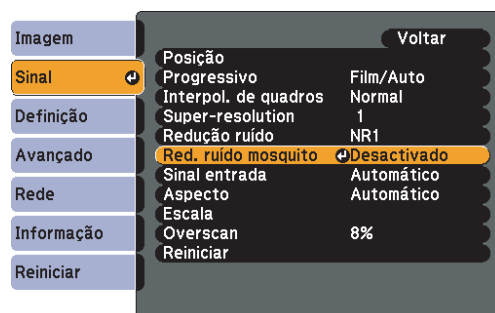 Imagem
Sinal
Definição
Avançado
Rede
Informação
Reiniciar
Voltar
Posição
Progressivo Film/Auto
Interpol. de quadros Normal
Super-resolution 1
Redução ruído NR1
Red. ruído mosquito Desactivado
Sinal entrada Automático
Aspecto Automático
Escala
Overscan 8%
Reiniciar